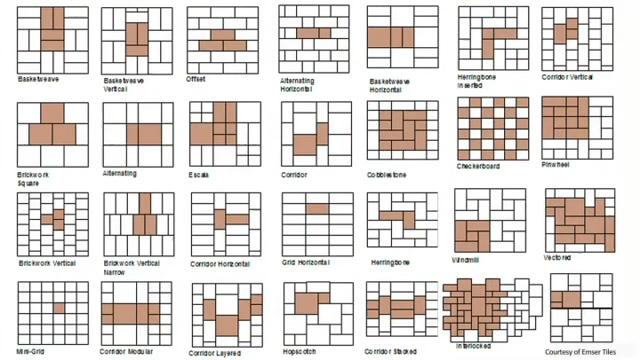 Basketweave
Basketweave
Vertical
Offset
Alternating
Horizontal
Basketweave
Horizontal
Herringbone
Inserted
Corridor Vertical
Brickwork
Square
Alternating
Escala
Corridor
Cobblestone
Checkerboard
Pinwheel
Brickwork Vertical
Brickwork Vertical
Narrow
Corridor Horizontal
Grid Horizontal
Herringbone
Windmill
Vectored
Mini-Grid
Corridor Modular
Corridor Layered
Hopscotch
Corridor Stacked
Interlocked
Courtesy of Emser Tiles